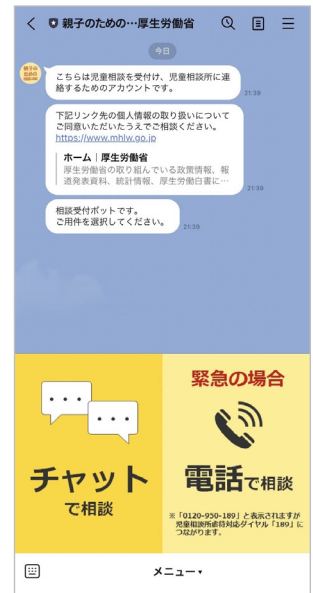 親子のための…厚生労働省
今日
親子の
ための
こちらは児童相談を受付け、児童相談所に連
絡するためのアカウントです。
21:39
下記リンク先の個人情報の取り扱いについて
ご同意いただいたうえでご相談ください。
https://www.mhlw.go.jp
ホーム｜厚生労働省
厚生労働省の取り組んでいる政策情報、報
道発表資料、統計情報、厚生労働白書に…
21:39
相談受付ボットです。
ご用件を選択してください。
21:39
チャット
で相談
緊急の場合
電話で相談
※「0120-950-189」と表示されますが
児童相談所虐待対応ダイヤル「189」に
つながります。
メニュー▾